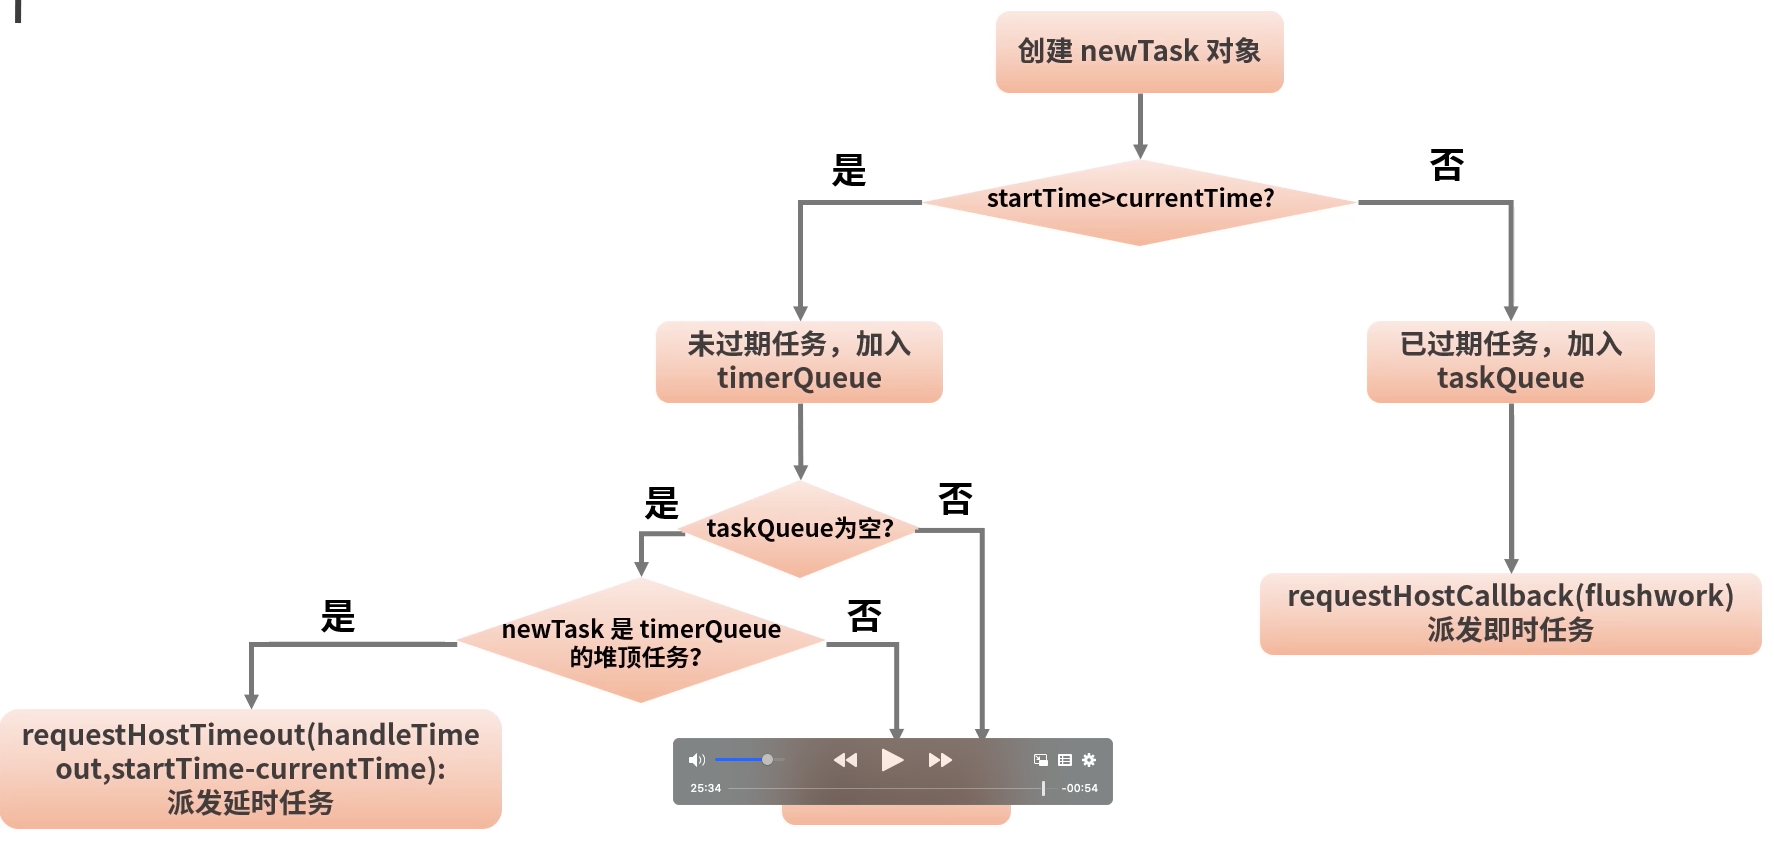 创建 newTask 对象
是
startTime>currentTime?
否
未过期任务，加入
timerQueue
已过期任务，加入
taskQueue
是
taskQueue为空?
否
是
newTask 是 timerQueue
的堆顶任务?
否
requestHostCallback(flushwork)
派发即时任务
requestHostTimeout(handleTime
out,startTime-currentTime):
派发延时任务
25:34
-00:54